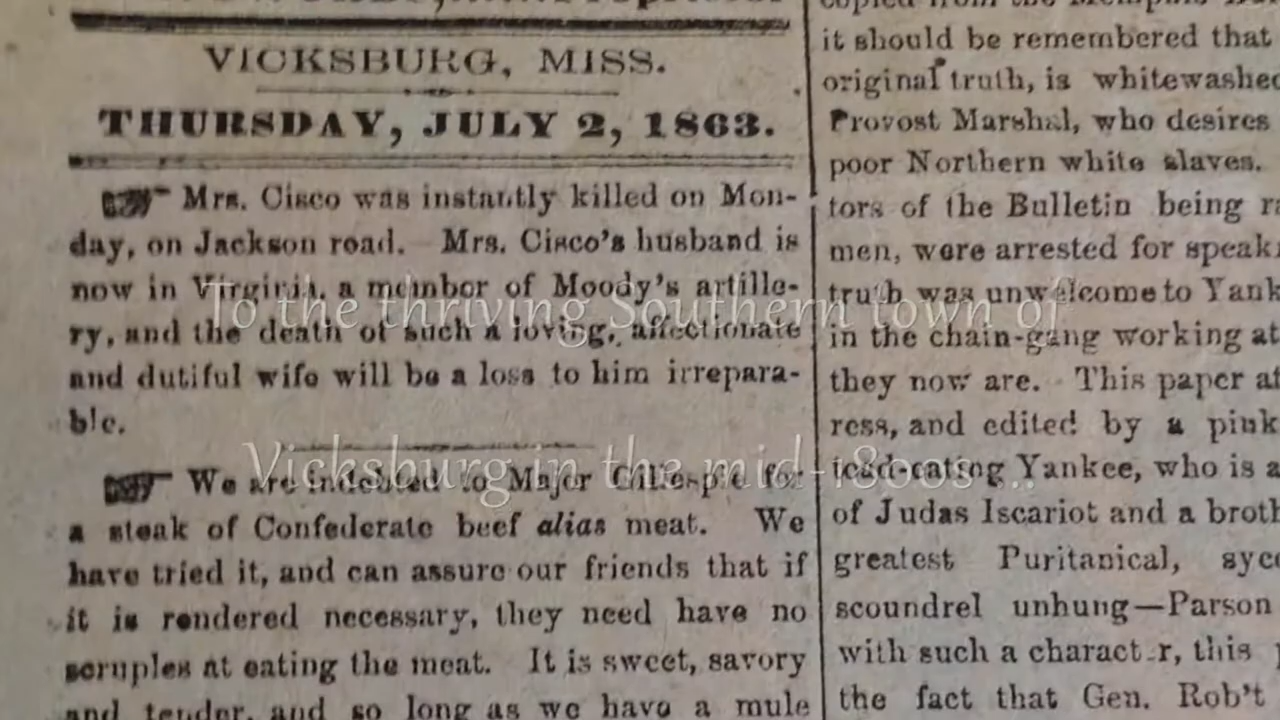 VICKSBURG, MISS.
THURSDAY, JULY 2, 1863.
Mrs. Cisco was instantly killed on Mon-
day, on Jackson road. Mrs. Cisco's husband is
now in Virginia, a member of Moody's artille-
ry, and the death of such a loving, affectionate
and dutiful wife will be a loss to him irrepara-
ble.
We are indebted to Major Gillespie for
a steak of Confederate beef alias meat. We
have tried it, and can assure our friends that if
it is rendered necessary, they need have no
scruples at eating the meat. It is sweet, savory
and tender, and so long as we have a mule
it should be remembered that
original truth, is whitewashed
Provost Marshal, who desires
poor Northern white slaves.
tors of the Bulletin being
men, were arrested for
truth was unwelcome to
in the chain-gang working at
they now are. This paper
ress, and edited by a pink
Yankee, who is
of Judas Iscariot and a
greatest Puritanical,
scoundrel unhung—Parson
with such a character, this
the fact that Gen. Rob't
To the thriving Southern town of
Vicksburg in the mid-1800s ...